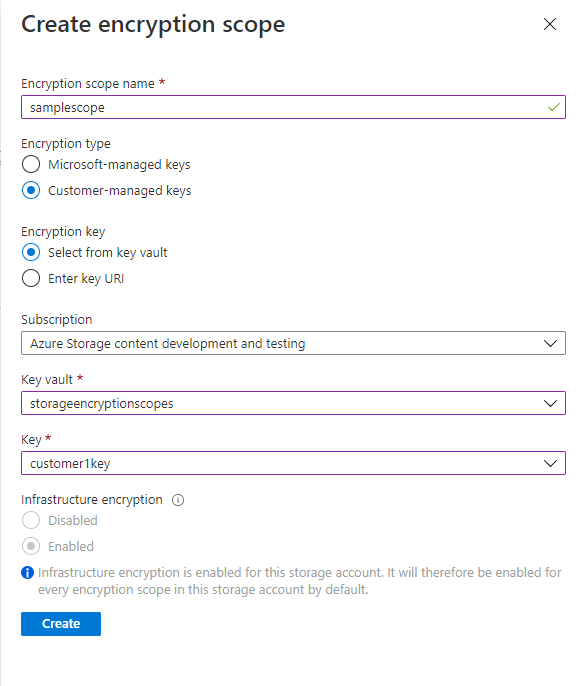 Create encryption scope
Encryption scope name *
samplescope
Encryption type
Microsoft-managed keys
Customer-managed keys
Encryption key
Select from key vault
Enter key URI
Subscription
Azure Storage content development and testing
Key vault *
storageencryptionscopes
Key *
customer1key
Infrastructure encryption
Disabled
Enabled
Infrastructure encryption is enabled for this storage account. It will therefore be enabled for
every encryption scope in this storage account by default.
Create